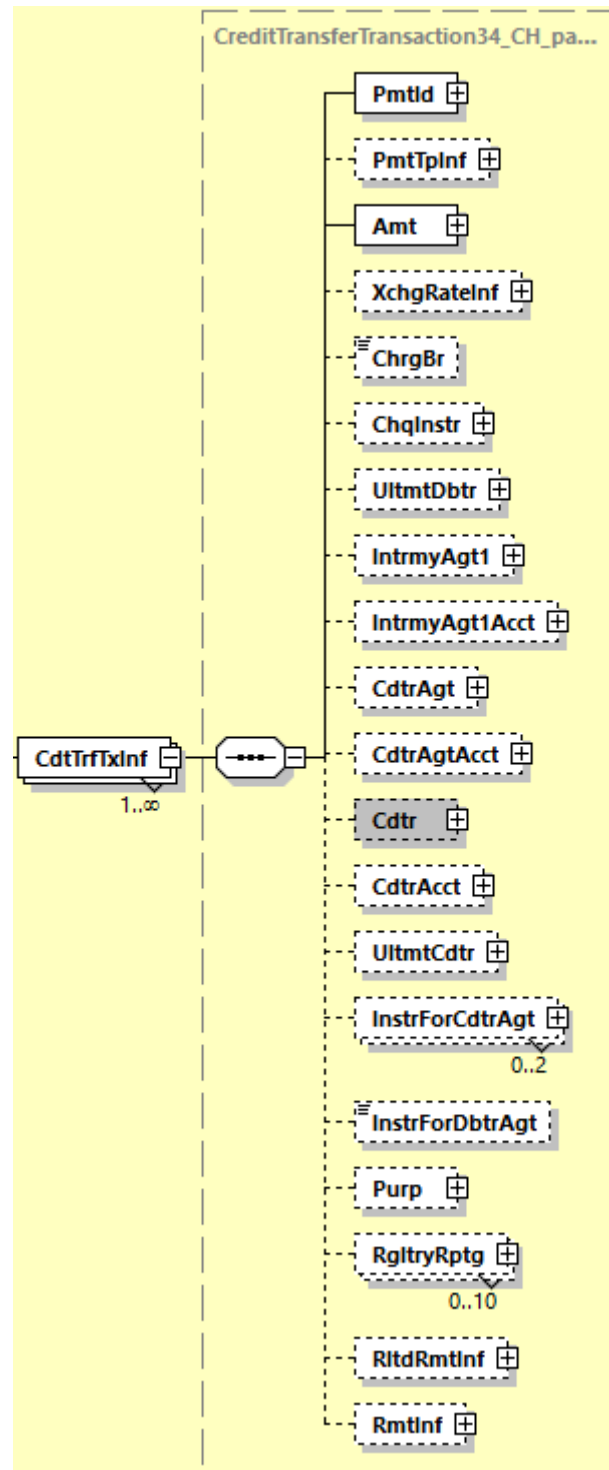 CreditTransferTransaction34_CH_pa...
PmtId
PmtTpInf
Amt
XchgRateInf
ChrgBr
ChqInstr
UltmtDbtr
IntrmyAgt1
IntrmyAgt1Acct
CdtrAgt
CdtTrfTxInf
CdtrAgtAcct
1..∞
Cdtr
CdtrAcct
UltmtCdtr
InstrForCdtrAgt
0..2
InstrForDbtrAgt
Purp
RgltryRptg
0..10
RltdRmtInf
RmtInf